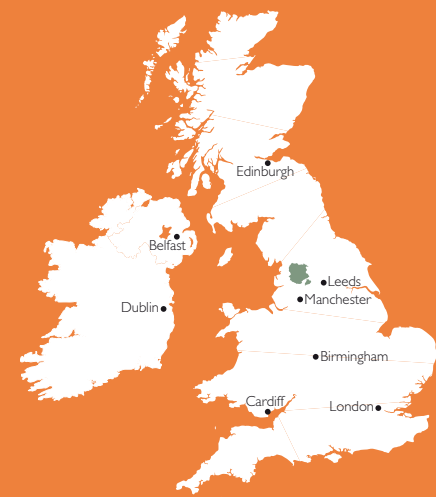 Edinburgh
Belfast
Leeds
Manchester
Dublin
Birmingham
Cardiff
London